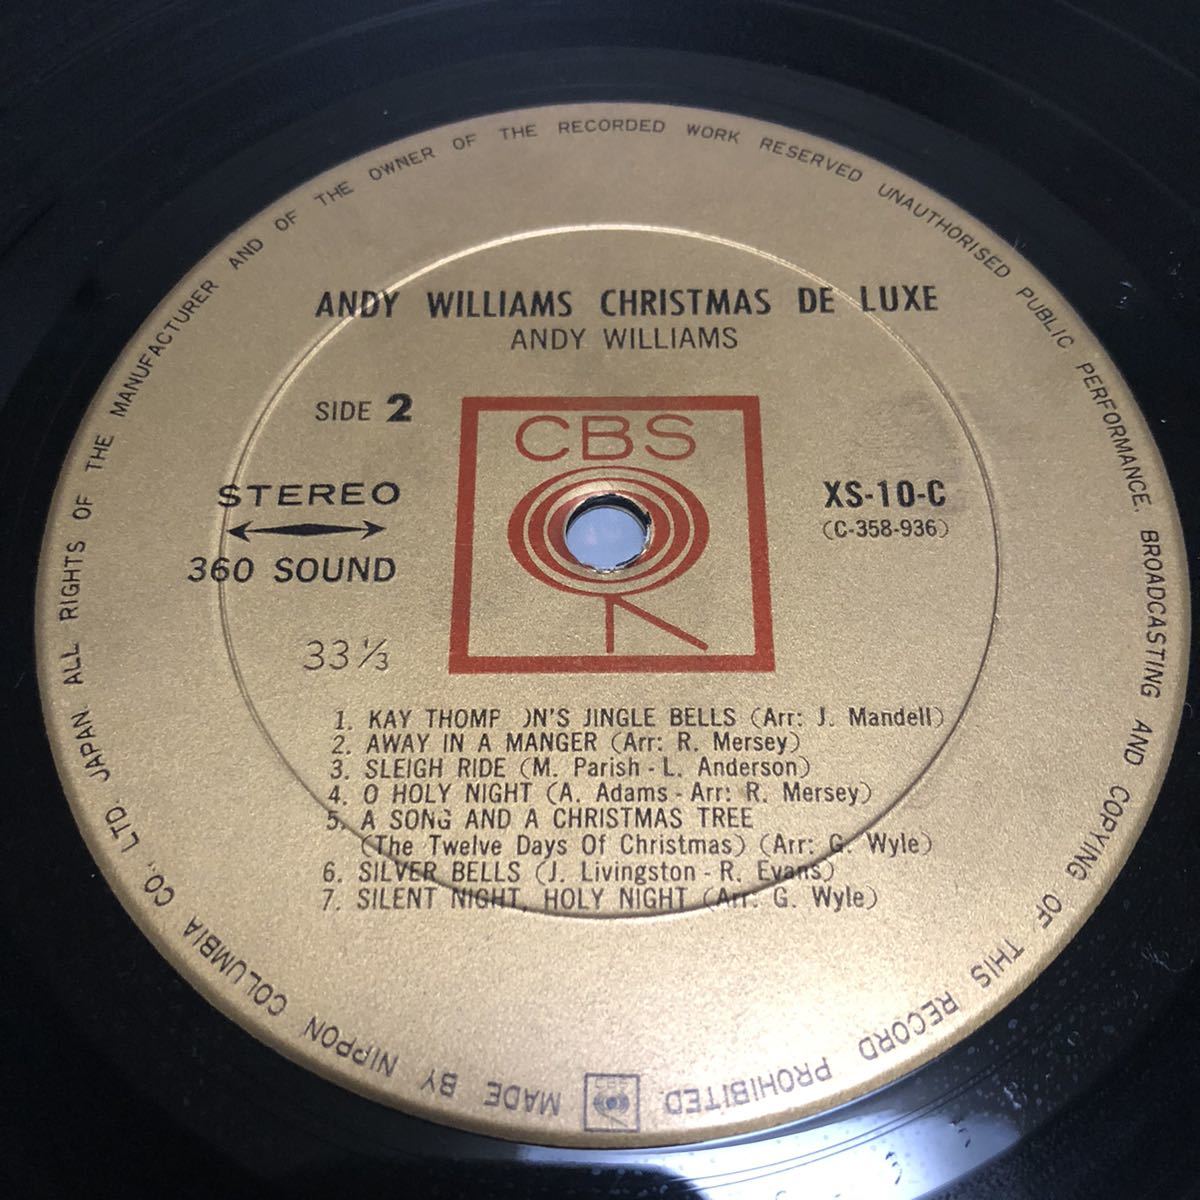 ANDY WILLIAMS CHRISTMAS DE LUXE
ANDY WILLIAMS
SIDE 2
CBS
STEREO
360 SOUND
XS-10-C
(C-358-936)
33 1/3
1. KAY THOMP ON'S JINGLE BELLS (Arr: J. Mandell)
2. AWAY IN A MANGER (Arr: R. Mersey)
3. SLEIGH RIDE (M. Parish - L. Anderson)
4. O HOLY NIGHT (A. Adams - Arr: R. Mersey)
5. A SONG AND A CHRISTMAS TREE
(The Twelve Days Of Christmas) (Arr: G. Wyle)
6. SILVER BELLS (J. Livingston - R. Evans)
7. SILENT NIGHT, HOLY NIGHT (Arr: G. Wyle)
MADE BY NIPPON COLUMBIA CO., LTD JAPAN. ALL RIGHTS OF THE MANUFACTURER AND OF THE OWNER OF THE RECORDED WORK RESERVED UNAUTHORISED PUBLIC PERFORMANCE, BROADCASTING AND COPYING OF THIS RECORD PROHIBITED